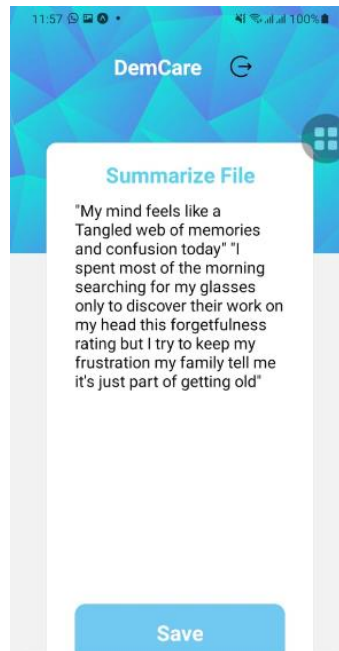 11:57 100%
DemCare
Summarize File
"My mind feels like a
Tangled web of memories
and confusion today" "I
spent most of the morning
searching for my glasses
only to discover their work on
my head this forgetfulness
rating but I try to keep my
frustration my family tell me
it's just part of getting old"
Save